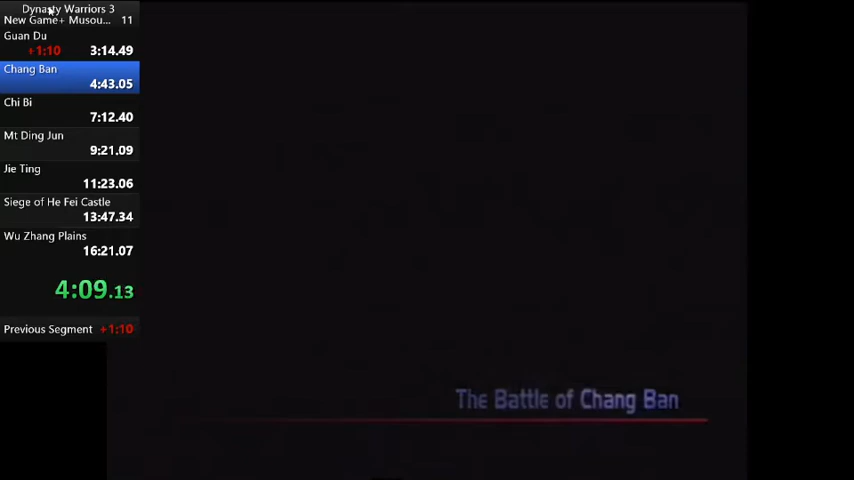 Dynasty Warriors 3
New Game+ Musou... 11
Guan Du
+1:10 3:14.49
Chang Ban
4:43.05
Chi Bi
7:12.40
Mt Ding Jun
9:21.09
Jie Ting
11:23.06
Siege of He Fei Castle
13:47.34
Wu Zhang Plains
16:21.07
4:09.13
Previous Segment +1:10
The Battle of Chang Ban